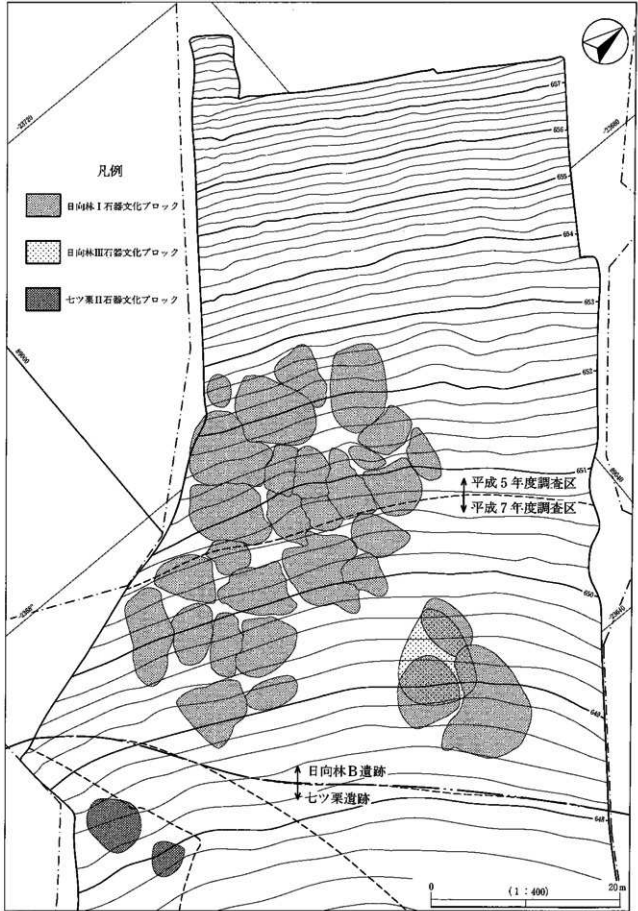 凡例
日向林Ⅰ石器文化ブロック
日向林Ⅲ石器文化ブロック
七ツ栗Ⅱ石器文化ブロック
-23720
-23680
657
656
655
654
653
652
651
89600
平成5年度調査区
平成7年度調査区
650
-23640
649
日向林B遺跡
七ツ栗遺跡
648
0
(1:400)
20m